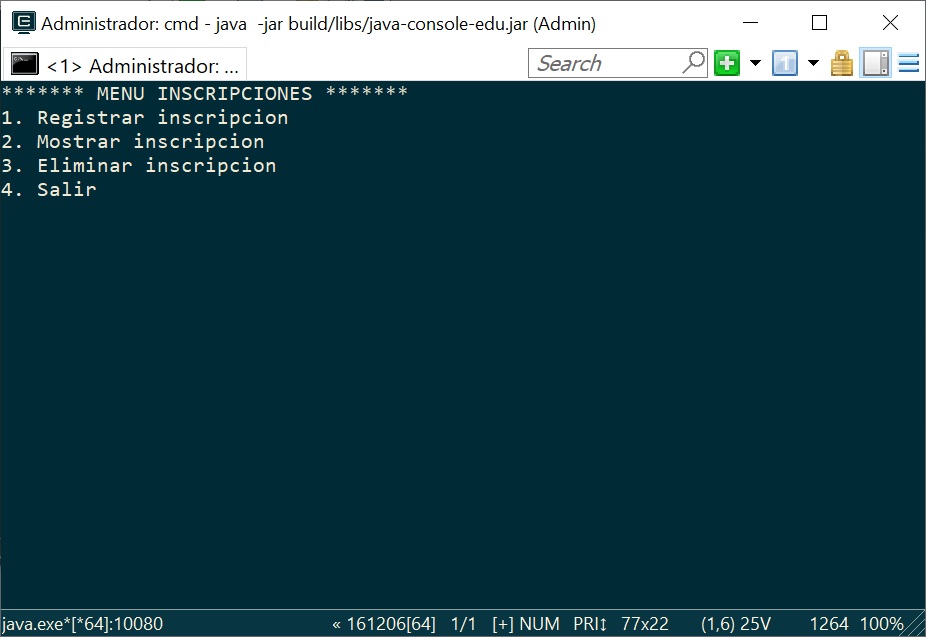 Administrador: cmd - java  -jar build/libs/java-console-edu.jar (Admin)
<1> Administrador: ...
Search
1
******* MENU INSCRIPCIONES *******
1. Registrar inscripcion
2. Mostrar inscripcion
3. Eliminar inscripcion
4. Salir
java.exe*[*64]:10080 « 161206[64] 1/1 [+] NUM PRI↕ 77x22 (1,6) 25V 1264 100%